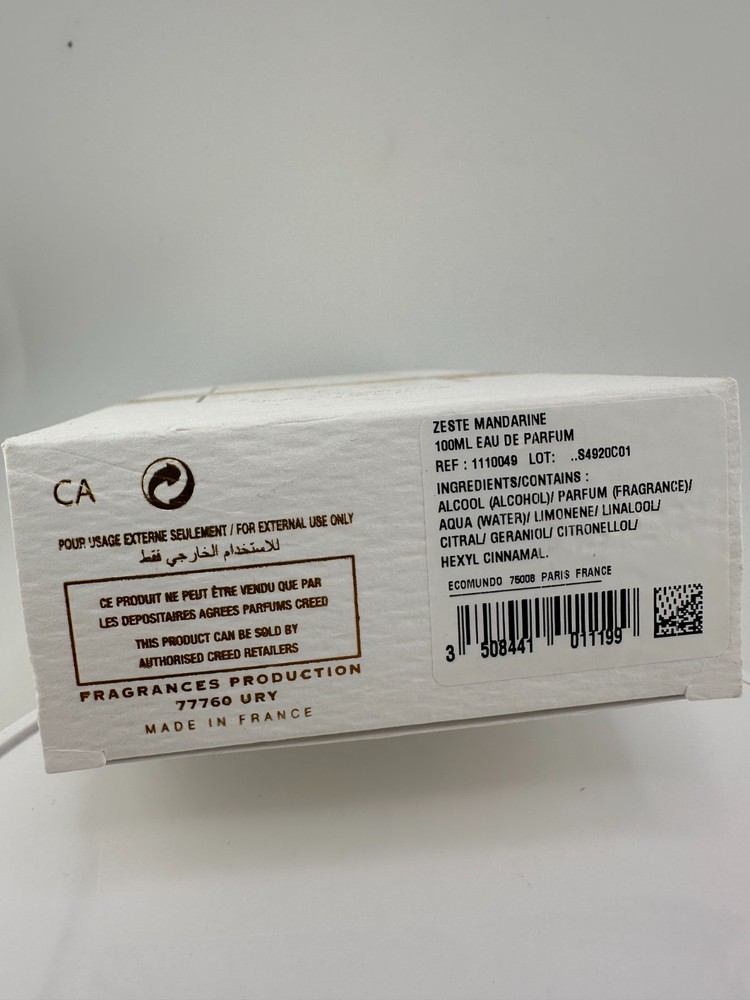 CA
POUR USAGE EXTERNE SEULEMENT / FOR EXTERNAL USE ONLY
للاستخدام الخارجي فقط
CE PRODUIT NE PEUT ÊTRE VENDU QUE PAR
LES DEPOSITAIRES AGREES PARFUMS CREED
THIS PRODUCT CAN BE SOLD BY
AUTHORISED CREED RETAILERS
FRAGRANCES PRODUCTION
77760 URY
MADE IN FRANCE
ZESTE MANDARINE
100ML EAU DE PARFUM
REF : 1110049 LOT: ..S4920C01
INGREDIENTS/CONTAINS :
ALCOOL (ALCOHOL)/ PARFUM (FRAGRANCE)/
AQUA (WATER)/ LIMONENE/ LINALOOL/
CITRAL/ GERANIOL/ CITRONELLOL/
HEXYL CINNAMAL.
ECOMUNDO 75008 PARIS FRANCE
3 508441 011199